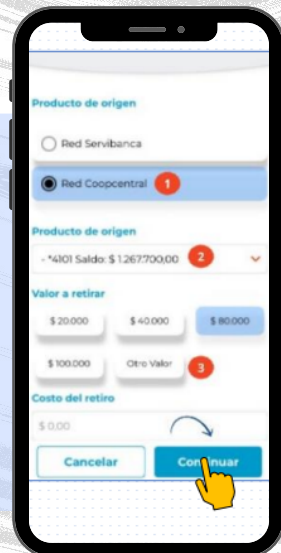 Producto de origen
Red Servibanca
Red Coopcentral 1
Producto de origen
- *4101 Saldo: $ 1.267.700,00 2
Valor a retirar
$ 20.000 $ 40.000 $ 80.000
$ 100.000 Otro Valor 3
Costo del retiro
$ 0,00
Cancelar Continuar